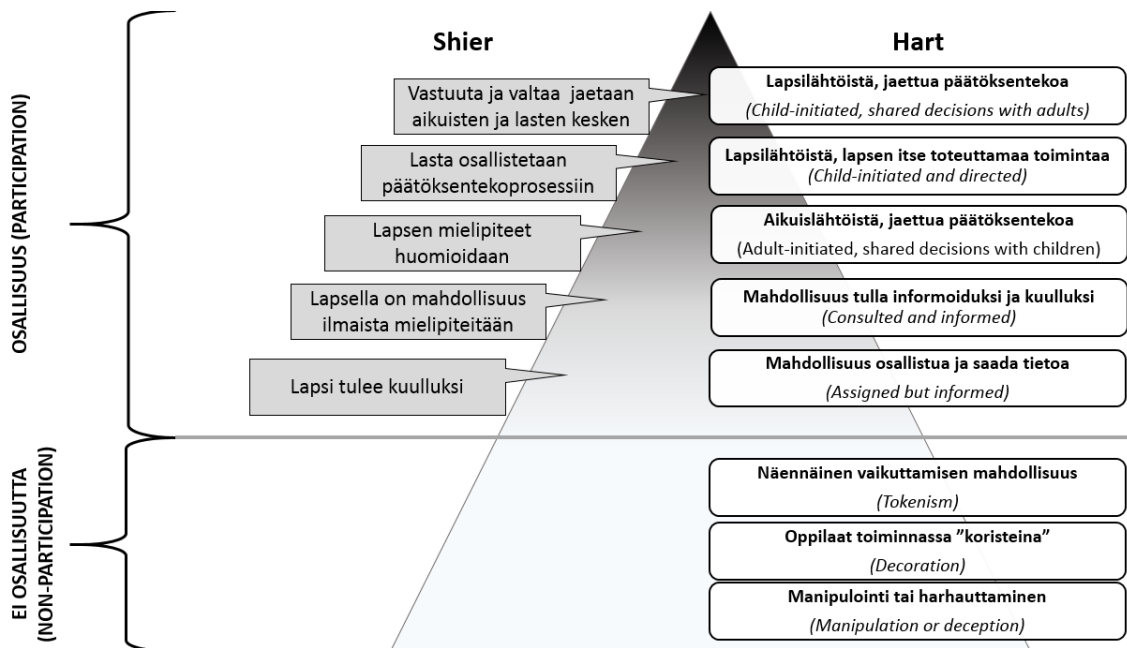 Shier
Hart
OSALLISUUS (PARTICIPATION)
Vastuuta ja valtaa jaetaan
aikuisten ja lasten kesken
Lasta osallistetaan
päätöksentekoprosessiin
Lapsen mielipiteet
huomioidaan
Lapsella on mahdollisuus
ilmaista mielipiteitään
Lapsi tulee kuulluksi
Lapsilähtöistä, jaettua päätöksentekoa
(Child-initiated, shared decisions with adults)
Lapsilähtöistä, lapsen itse toteuttamaa toimintaa
(Child-initiated and directed)
Aikuislähtöistä, jaettua päätöksentekoa
(Adult-initiated, shared decisions with children)
Mahdollisuus tulla informoiduksi ja kuulluksi
(Consulted and informed)
Mahdollisuus osallistua ja saada tietoa
(Assigned but informed)
EI OSALLISUUTTA
(NON-PARTICIPATION)
Näennäinen vaikuttamisen mahdollisuus
(Tokenism)
Oppilaat toiminnassa ”koristeina”
(Decoration)
Manipulointi tai harhauttaminen
(Manipulation or deception)